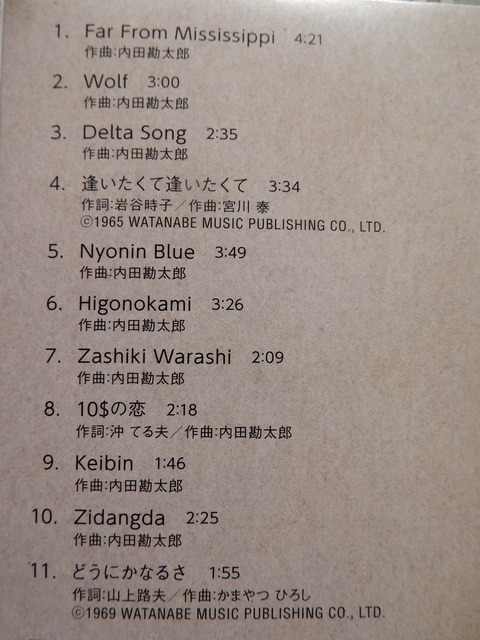 1. Far From Mississippi 4:21
作曲:内田勘太郎
2. Wolf 3:00
作曲:内田勘太郎
3. Delta Song 2:35
作曲:内田勘太郎
4. 逢いたくて逢いたくて 3:34
作詞:岩谷時子/作曲:宮川 泰
©1965 WATANABE MUSIC PUBLISHING CO., LTD.
5. Nyonin Blue 3:49
作曲:内田勘太郎
6. Higonokami 3:26
作曲:内田勘太郎
7. Zashiki Warashi 2:09
作曲:内田勘太郎
8. 10$の恋 2:18
作詞:沖 てる夫/作曲:内田勘太郎
9. Keibin 1:46
作曲:内田勘太郎
10. Zidangda 2:25
作曲:内田勘太郎
11. どうにかなるさ 1:55
作詞:山上路夫/作曲:かまやつ ひろし
©1969 WATANABE MUSIC PUBLISHING CO., LTD.